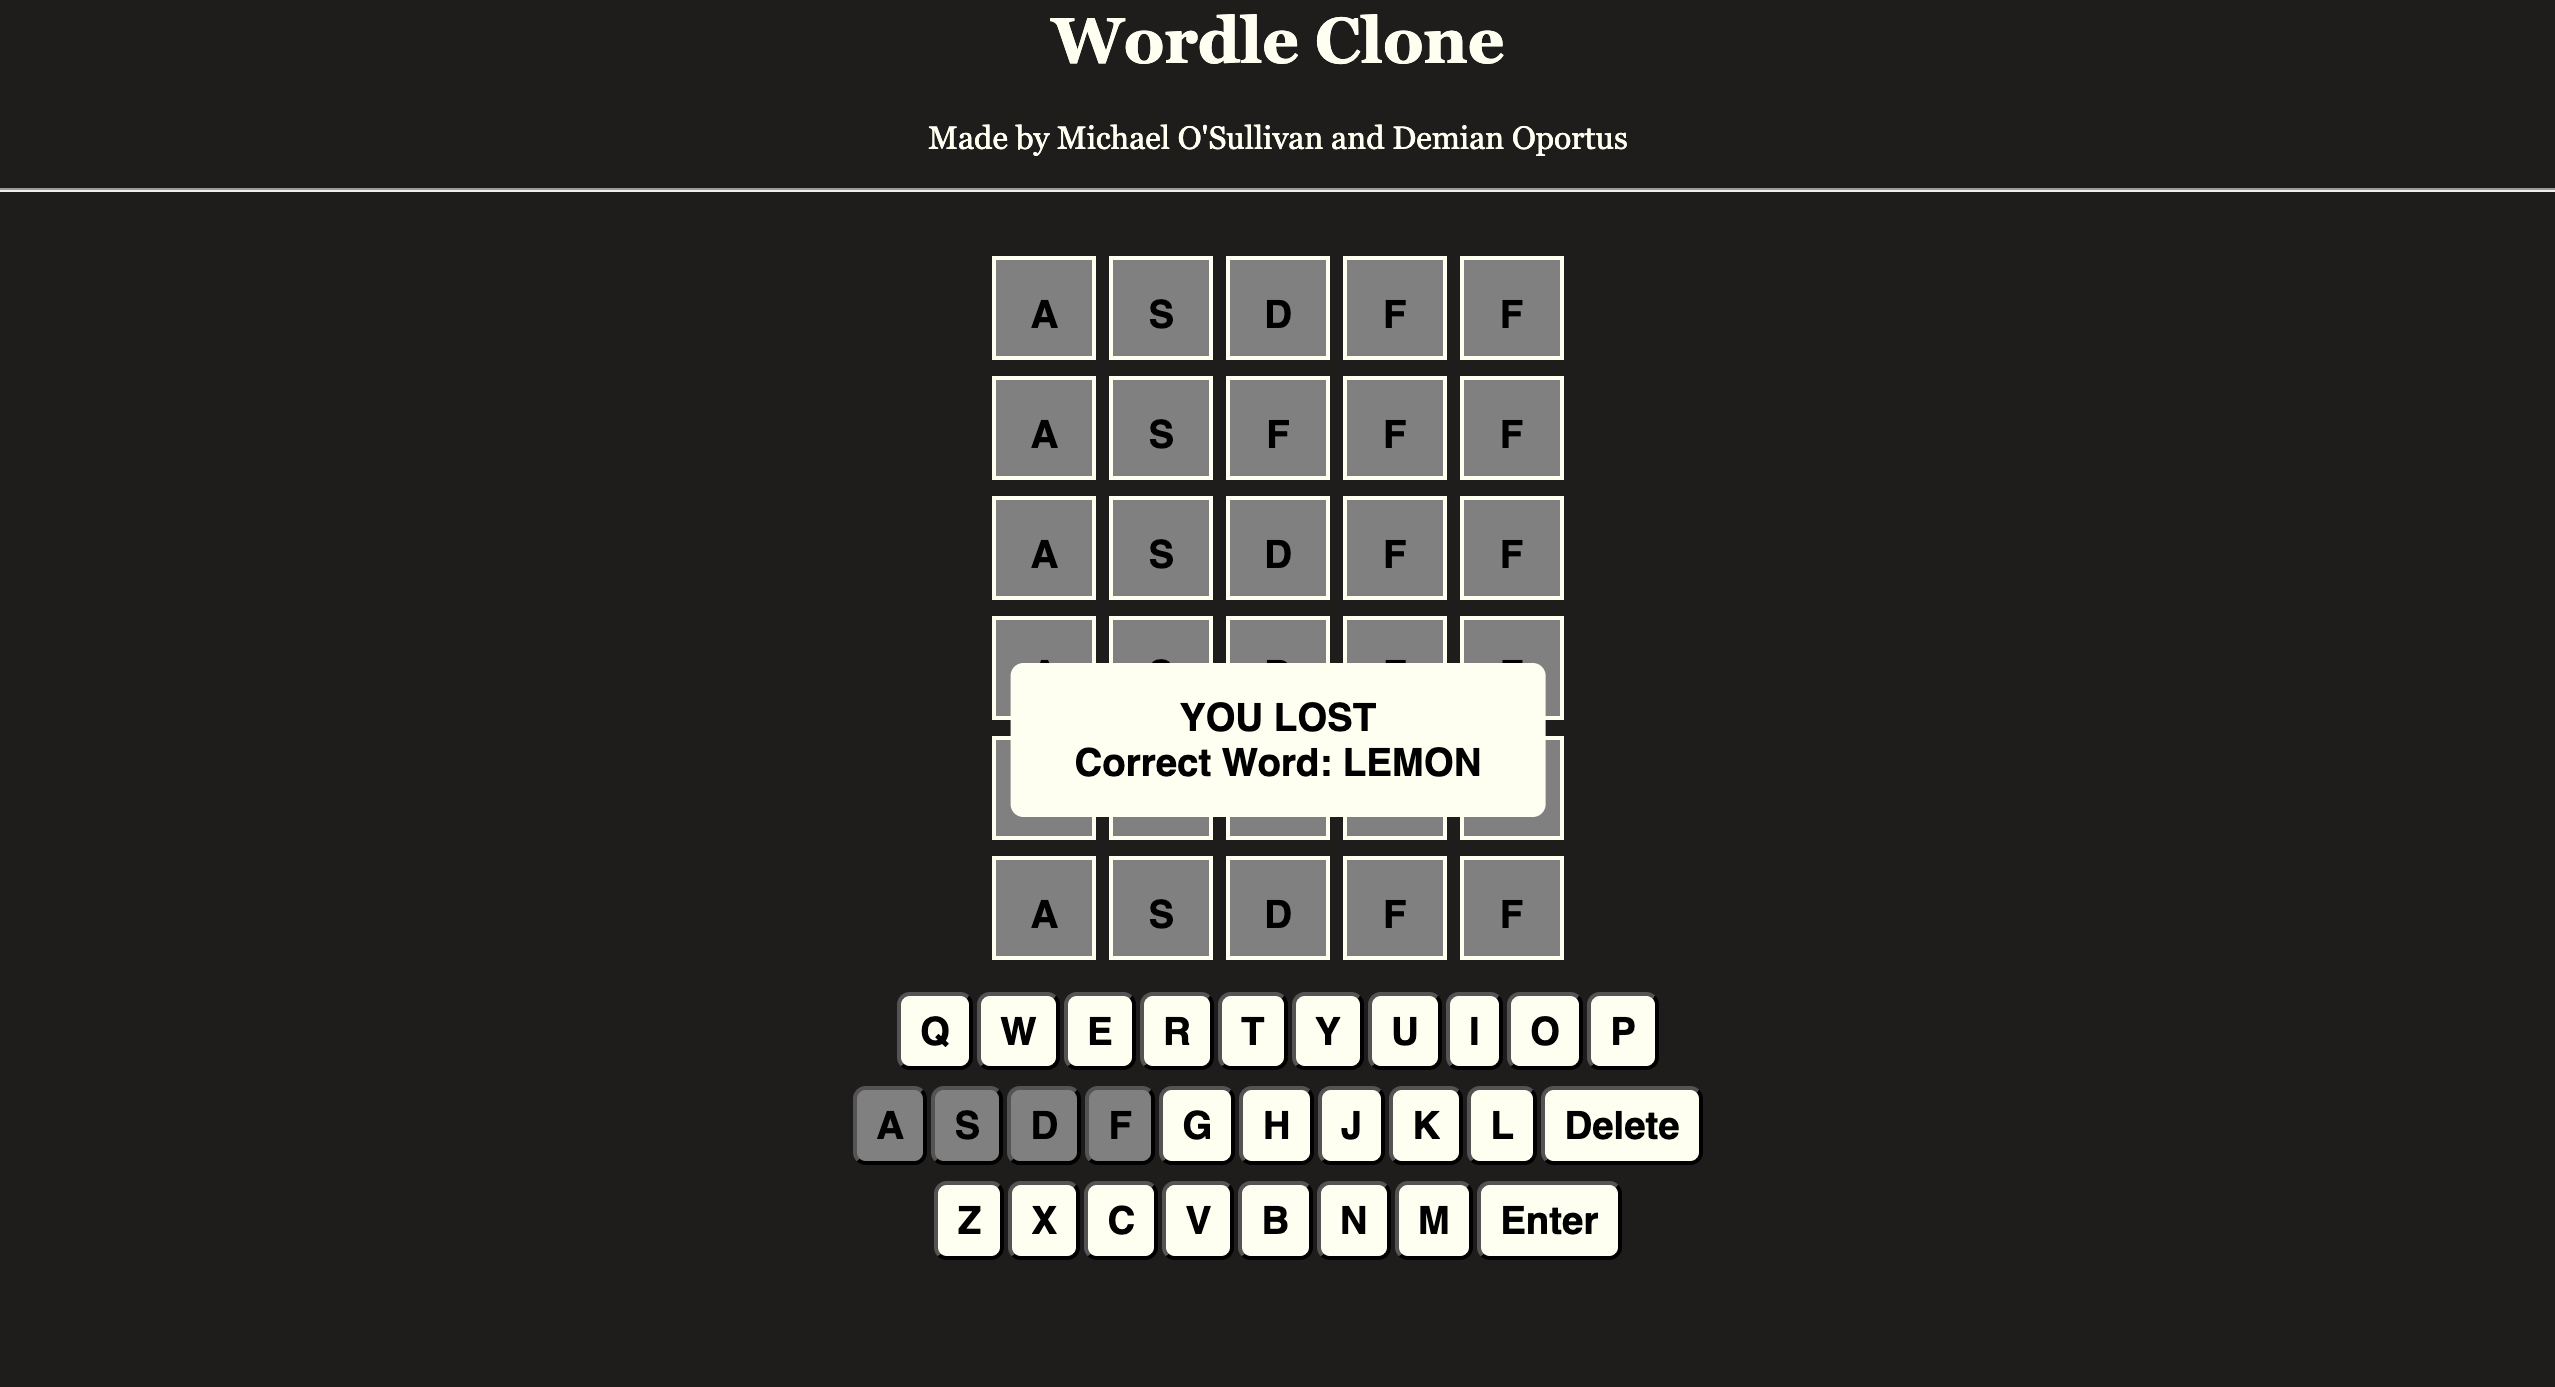 Wordle Clone
Made by Michael O'Sullivan and Demian Oportus
A S D F F
A S F F F
A S D F F
YOU LOST
Correct Word: LEMON
A S D F F
Q W E R T Y U I O P
A S D F G H J K L Delete
Z X C V B N M Enter